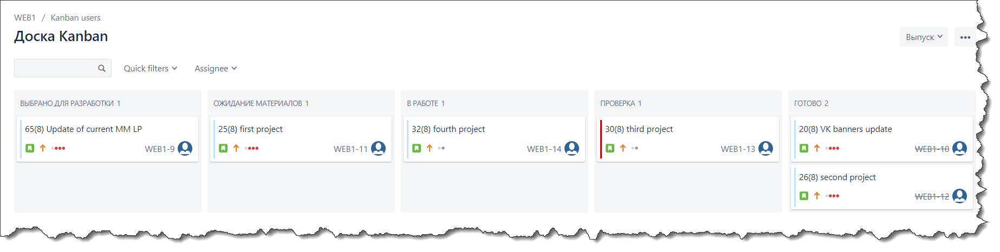 WEB1 / Kanban users
Доска Kanban
Выпуск
Quick filters Assignee
ВЫБРАНО ДЛЯ РАЗРАБОТКИ 1
65(8) Update of current MM LP
WEB1-9
ОЖИДАНИЕ МАТЕРИАЛОВ 1
25(8) first project
WEB1-11
В РАБОТЕ 1
32(8) fourth project
WEB1-14
ПРОВЕРКА 1
30(8) third project
WEB1-13
ГОТОВО 2
20(8) VK banners update
WEB1-10
26(8) second project
WEB1-12